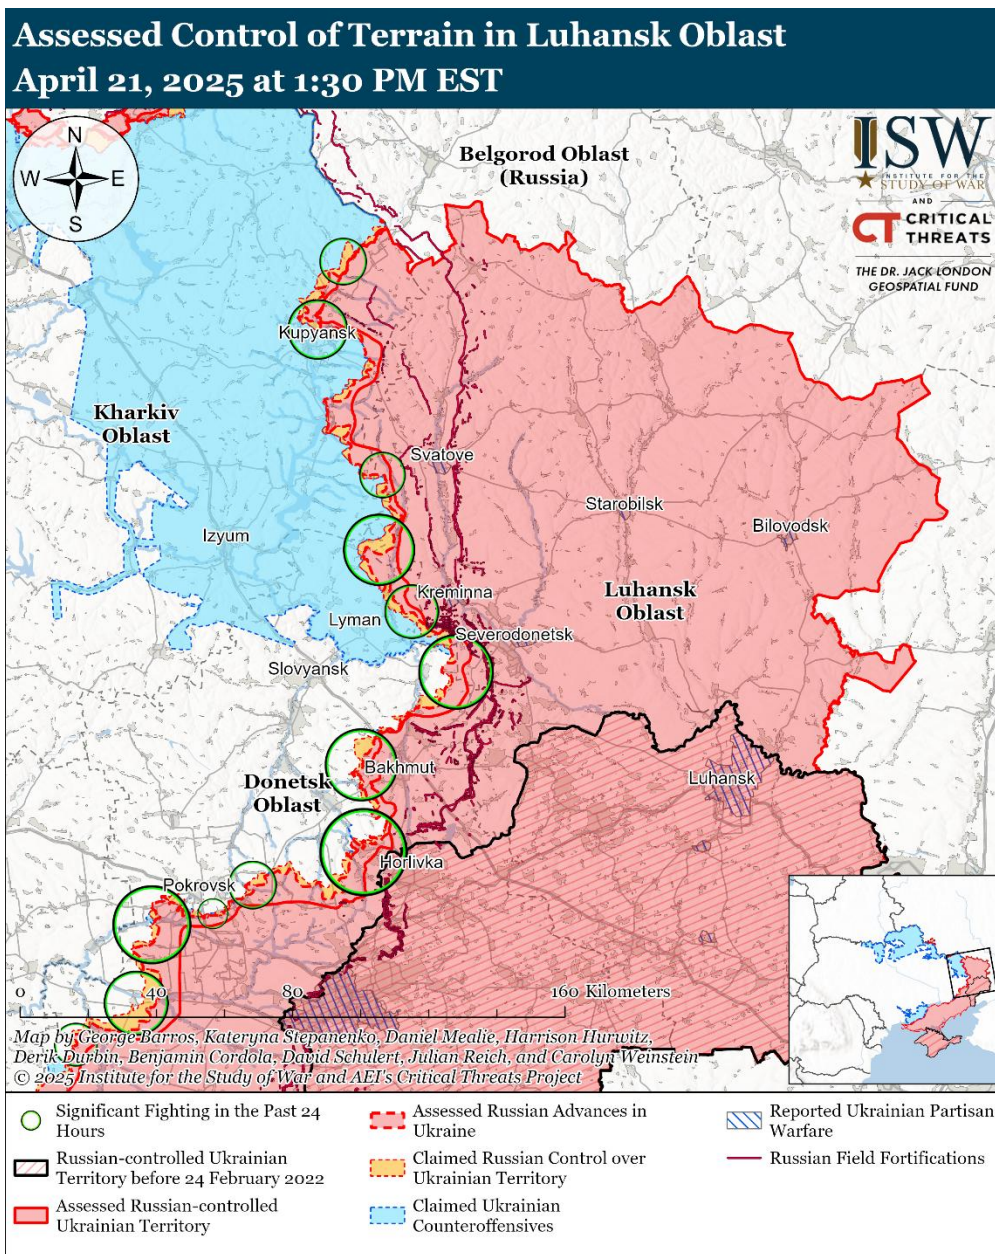 Assessed Control of Terrain in Luhansk Oblast
April 21, 2025 at 1:30 PM EST
N
W E
S
Belgorod Oblast
(Russia)
ISW
INSTITUTE FOR THE
STUDY OF WAR
AND
CT CRITICAL
THREATS
THE DR. JACK LONDON
GEOSPATIAL FUND
Kupyansk
Kharkiv
Oblast
Svatove
Starobilsk
Bilovodsk
Izyum
Kreminna
Luhansk
Oblast
Lyman
Severodonetsk
Slovyansk
Bakhmut
Luhansk
Donetsk
Oblast
Horlivka
Pokrovsk
0 40 80 160 Kilometers
Map by George Barros, Kateryna Stepanenko, Daniel Mealie, Harrison Hurwitz,
Derik Durbin, Benjamin Cordola, David Schulert, Julian Reich, and Carolyn Weinstein
© 2025 Institute for the Study of War and AEI's Critical Threats Project
Significant Fighting in the Past 24
Hours
Russian-controlled Ukrainian
Territory before 24 February 2022
Assessed Russian-controlled
Ukrainian Territory
Assessed Russian Advances in
Ukraine
Claimed Russian Control over
Ukrainian Territory
Claimed Ukrainian
Counteroffensives
Reported Ukrainian Partisan
Warfare
Russian Field Fortifications